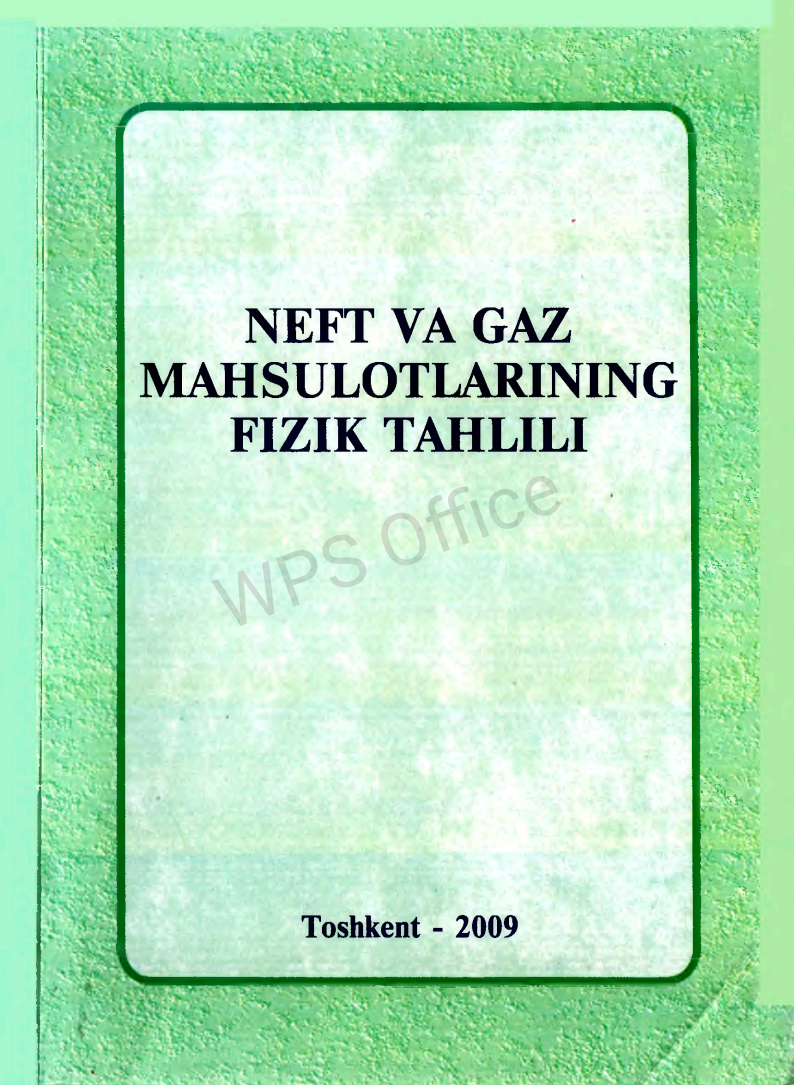 NEFT VA GAZ
MAHSULOTLARINING
FIZIK TAHLILI
WPS Office
Toshkent - 2009